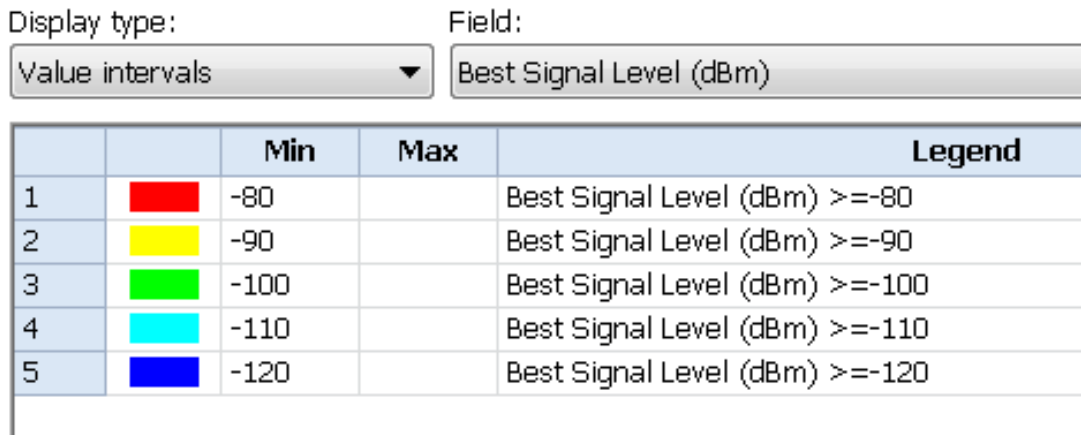 Display type: Field:
Value intervals Best Signal Level (dBm)
Min Max Legend
1 -80 Best Signal Level (dBm) >=-80
2 -90 Best Signal Level (dBm) >=-90
3 -100 Best Signal Level (dBm) >=-100
4 -110 Best Signal Level (dBm) >=-110
5 -120 Best Signal Level (dBm) >=-120